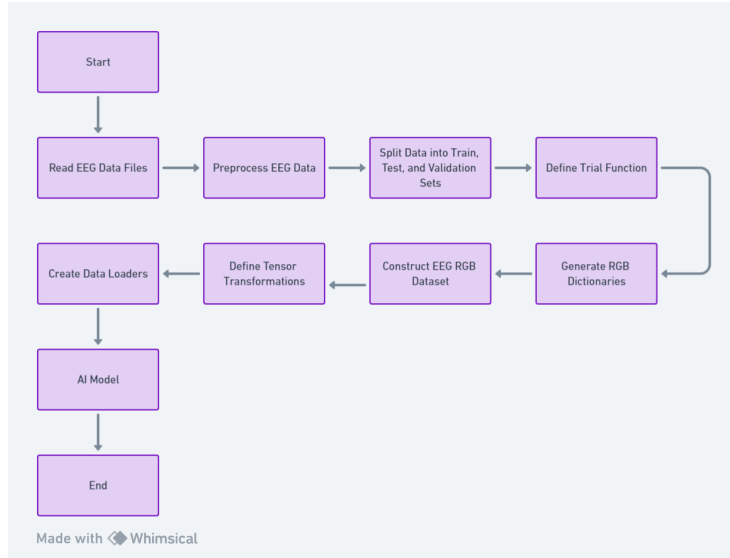 Start
Read EEG Data Files
Preprocess EEG Data
Split Data into Train,
Test, and Validation
Sets
Define Trial Function
Generate RGB
Dictionaries
Construct EEG RGB
Dataset
Define Tensor
Transformations
Create Data Loaders
AI Model
End
Made with Whimsical